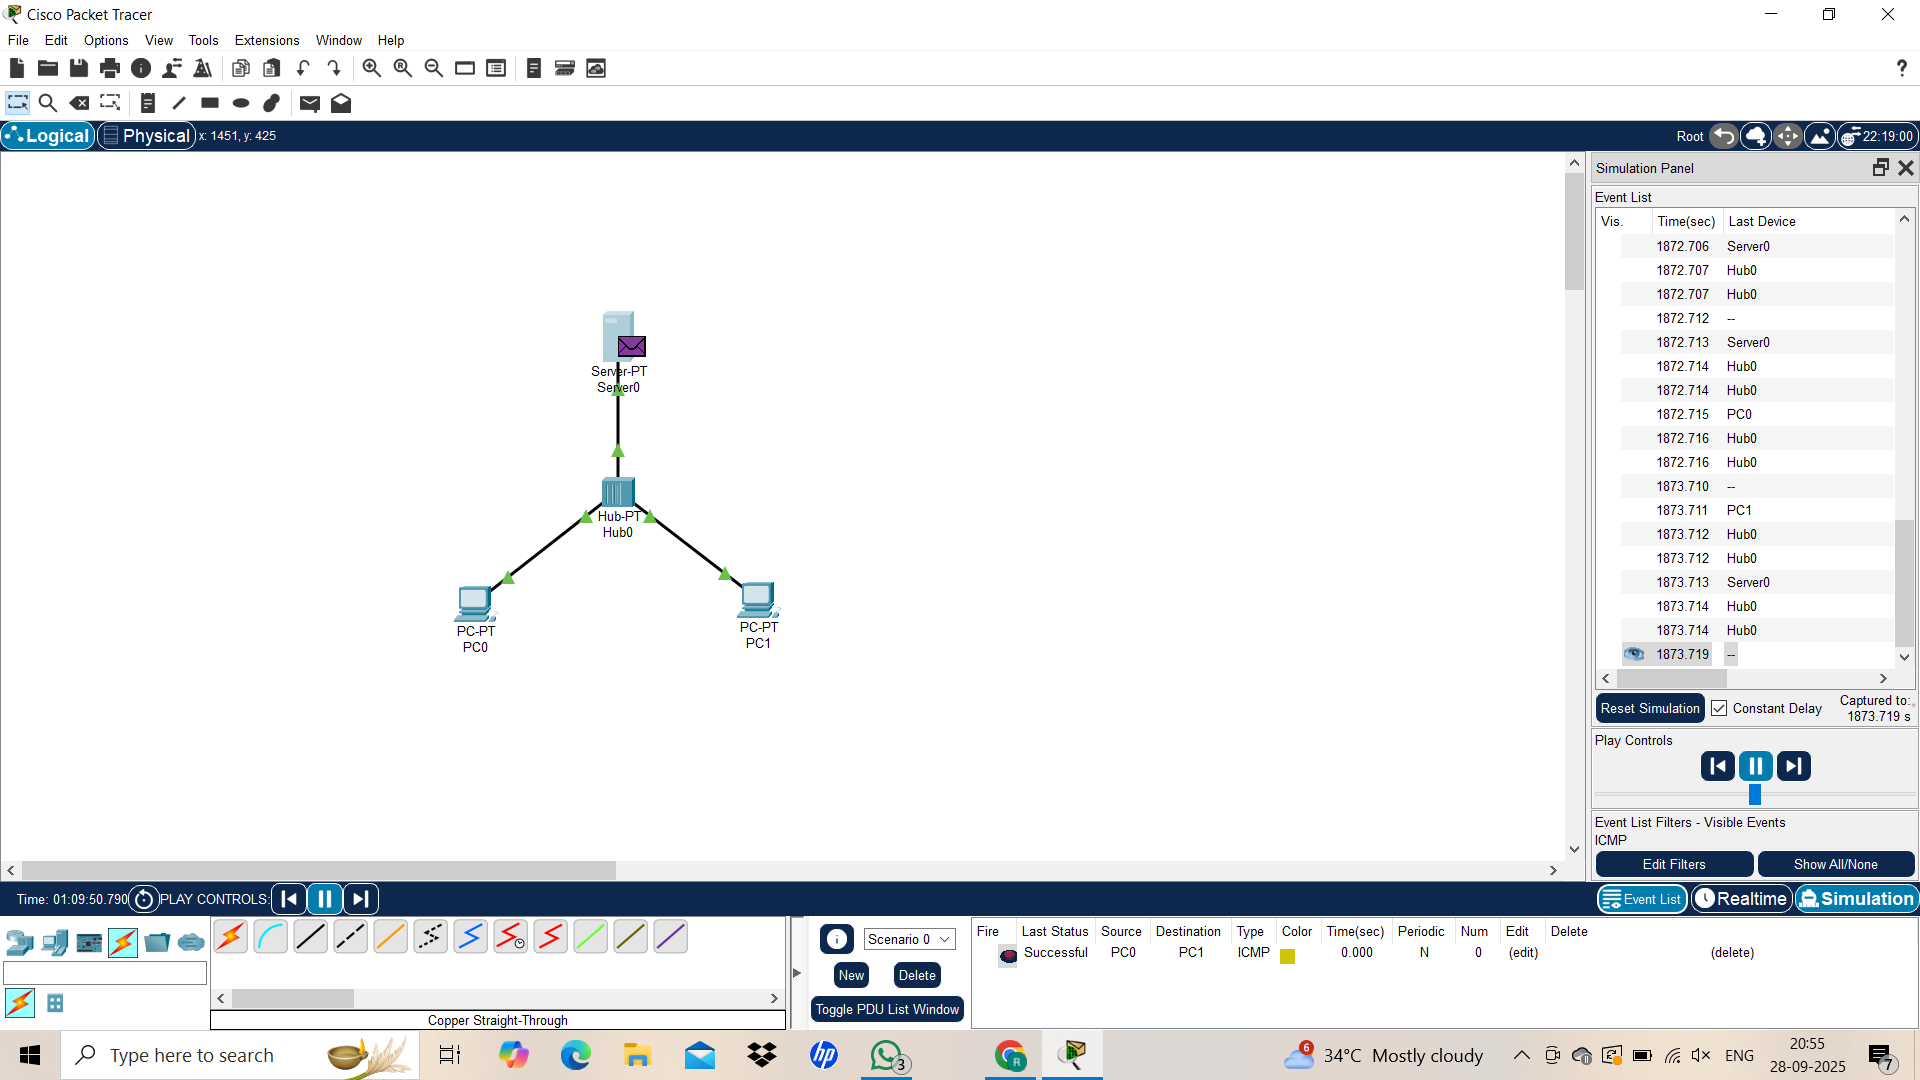 Cisco Packet Tracer
File Edit Options View Tools Extensions Window Help
?
Logical Physical x: 1451, y: 425 Root 22:19:00
Simulation Panel
Event List
Vis. Time(sec) Last Device
1872.706 Server0
1872.707 Hub0
1872.707 Hub0
1872.712 --
1872.713 Server0
1872.714 Hub0
1872.714 Hub0
1872.715 PC0
1872.716 Hub0
1872.716 Hub0
1873.710 --
1873.711 PC1
1873.712 Hub0
1873.712 Hub0
1873.713 Server0
1873.714 Hub0
1873.714 Hub0
1873.719 --
Server-PT
Server0
Hub-PT
Hub0
PC-PT
PC0
PC-PT
PC1
Reset Simulation Constant Delay Captured to:
1873.719 s
Play Controls
Event List Filters - Visible Events
ICMP
Edit Filters Show All/None
Time: 01:09:50.790 PLAY CONTROLS: Event List Realtime Simulation
Scenario 0
New Delete
Toggle PDU List Window
Fire Last Status Source Destination Type Color Time(sec) Periodic Num Edit Delete
Successful PC0 PC1 ICMP 0.000 N 0 (edit) (delete)
Copper Straight-Through
Type here to search
hp
3
R
6
34°C Mostly cloudy
ENG
20:55
28-09-2025
7